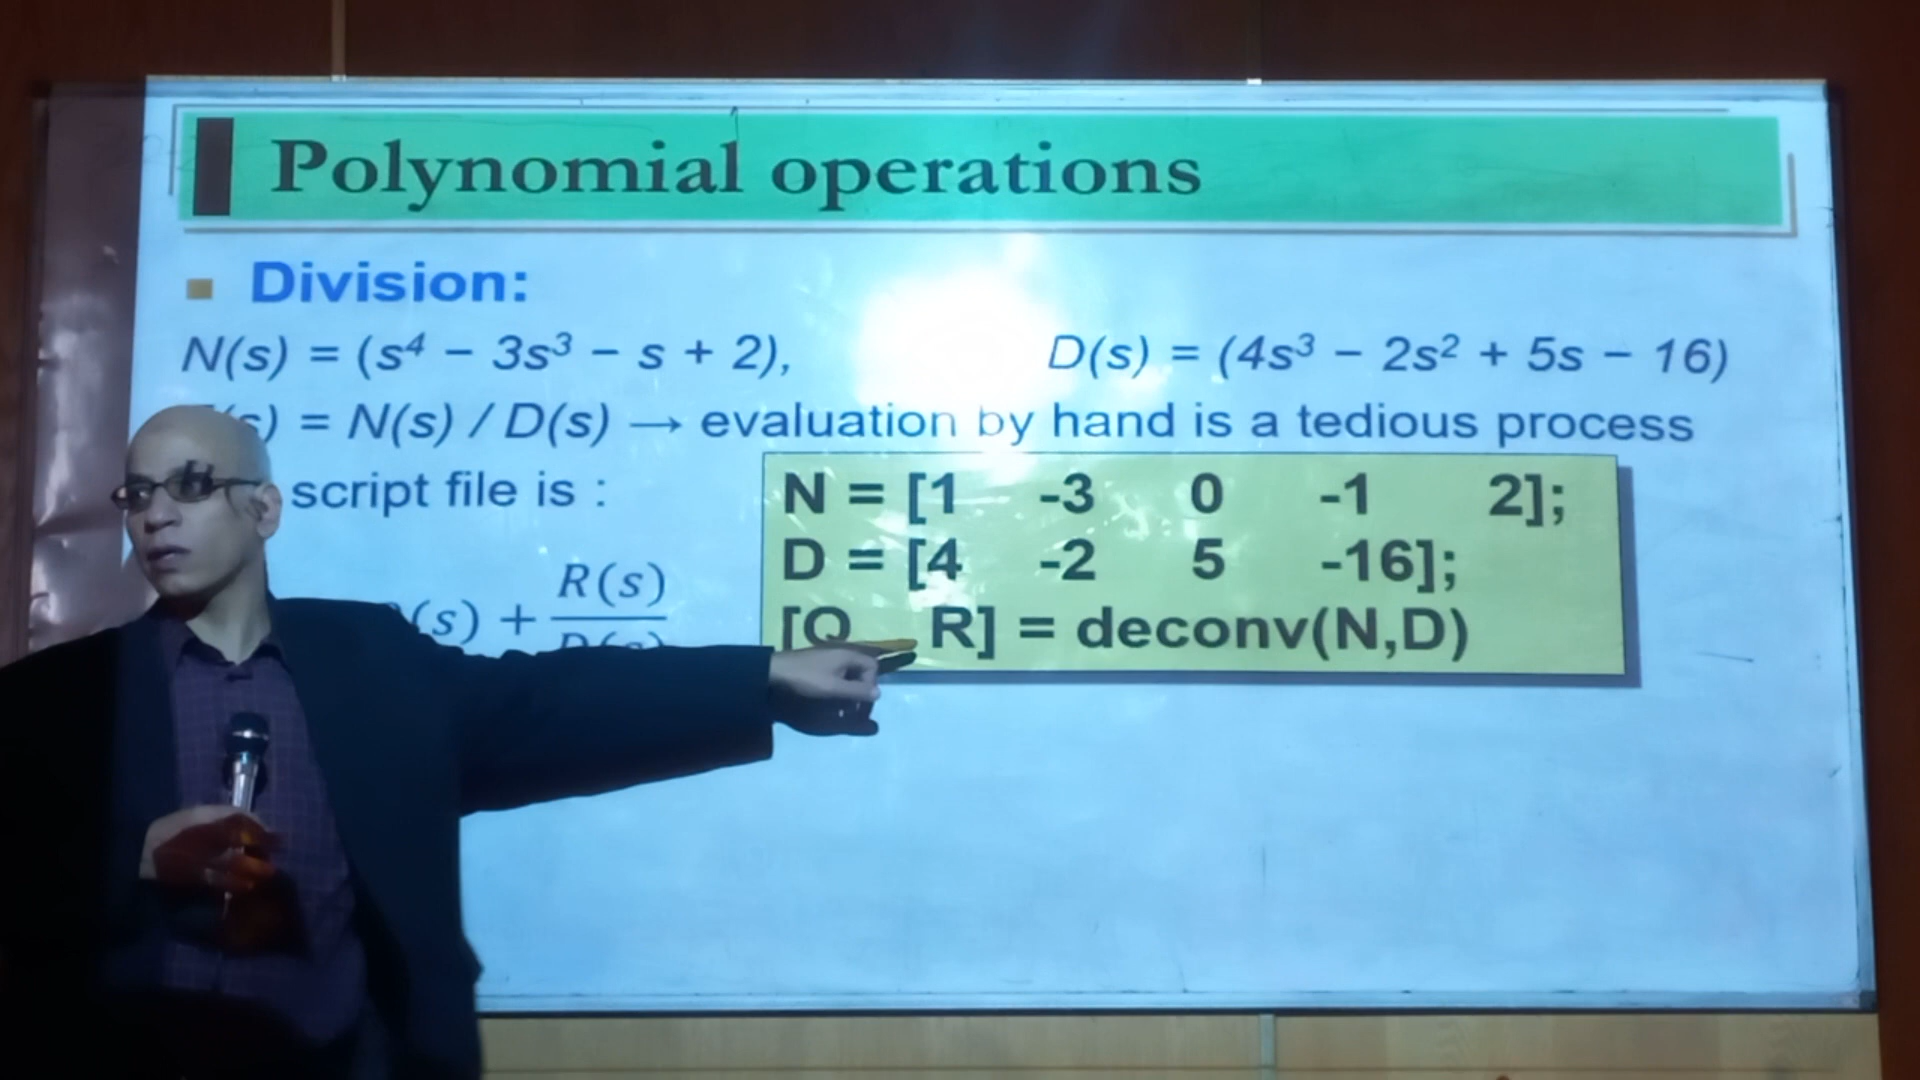 Polynomial operations
Division:
N(s) = (s⁴ – 3s³ – s + 2), D(s) = (4s³ – 2s² + 5s – 16)
(s) = N(s) / D(s) → evaluation by hand is a tedious process
script file is :
N = [1 -3 0 -1 2];
D = [4 -2 5 -16];
[Q R] = deconv(N,D)
(s) + R(s)